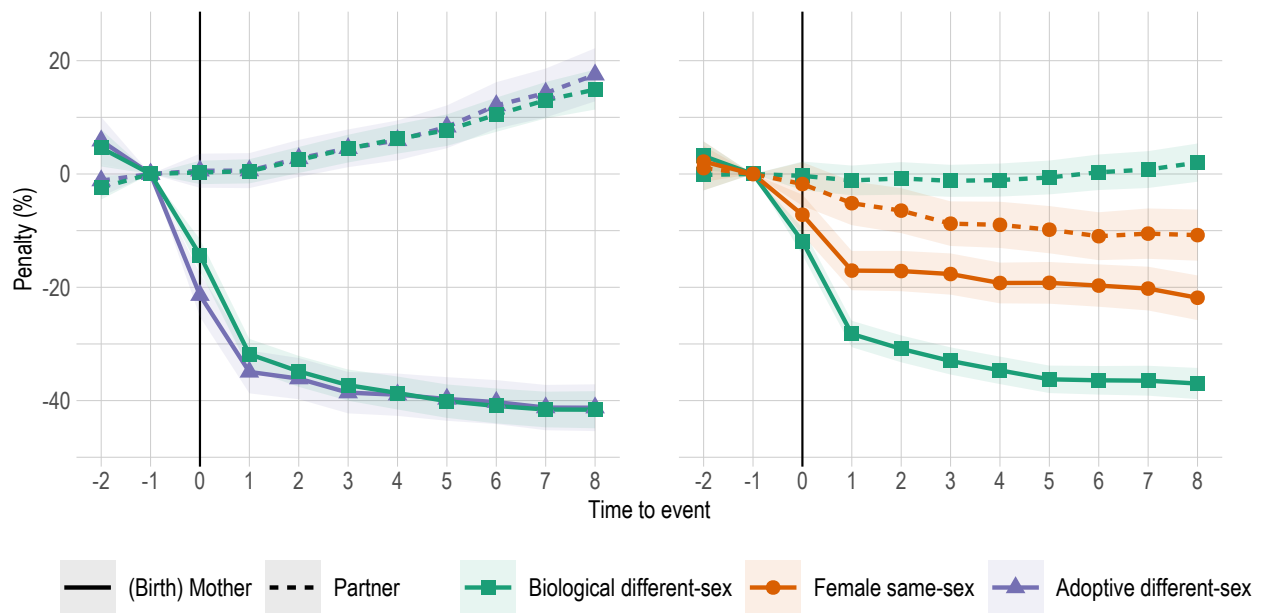 20
0
-20
-40
Penalty (%)
-2 -1 0 1 2 3 4 5 6 7 8
-2 -1 0 1 2 3 4 5 6 7 8
Time to event
(Birth) Mother Partner Biological different-sex Female same-sex Adoptive different-sex